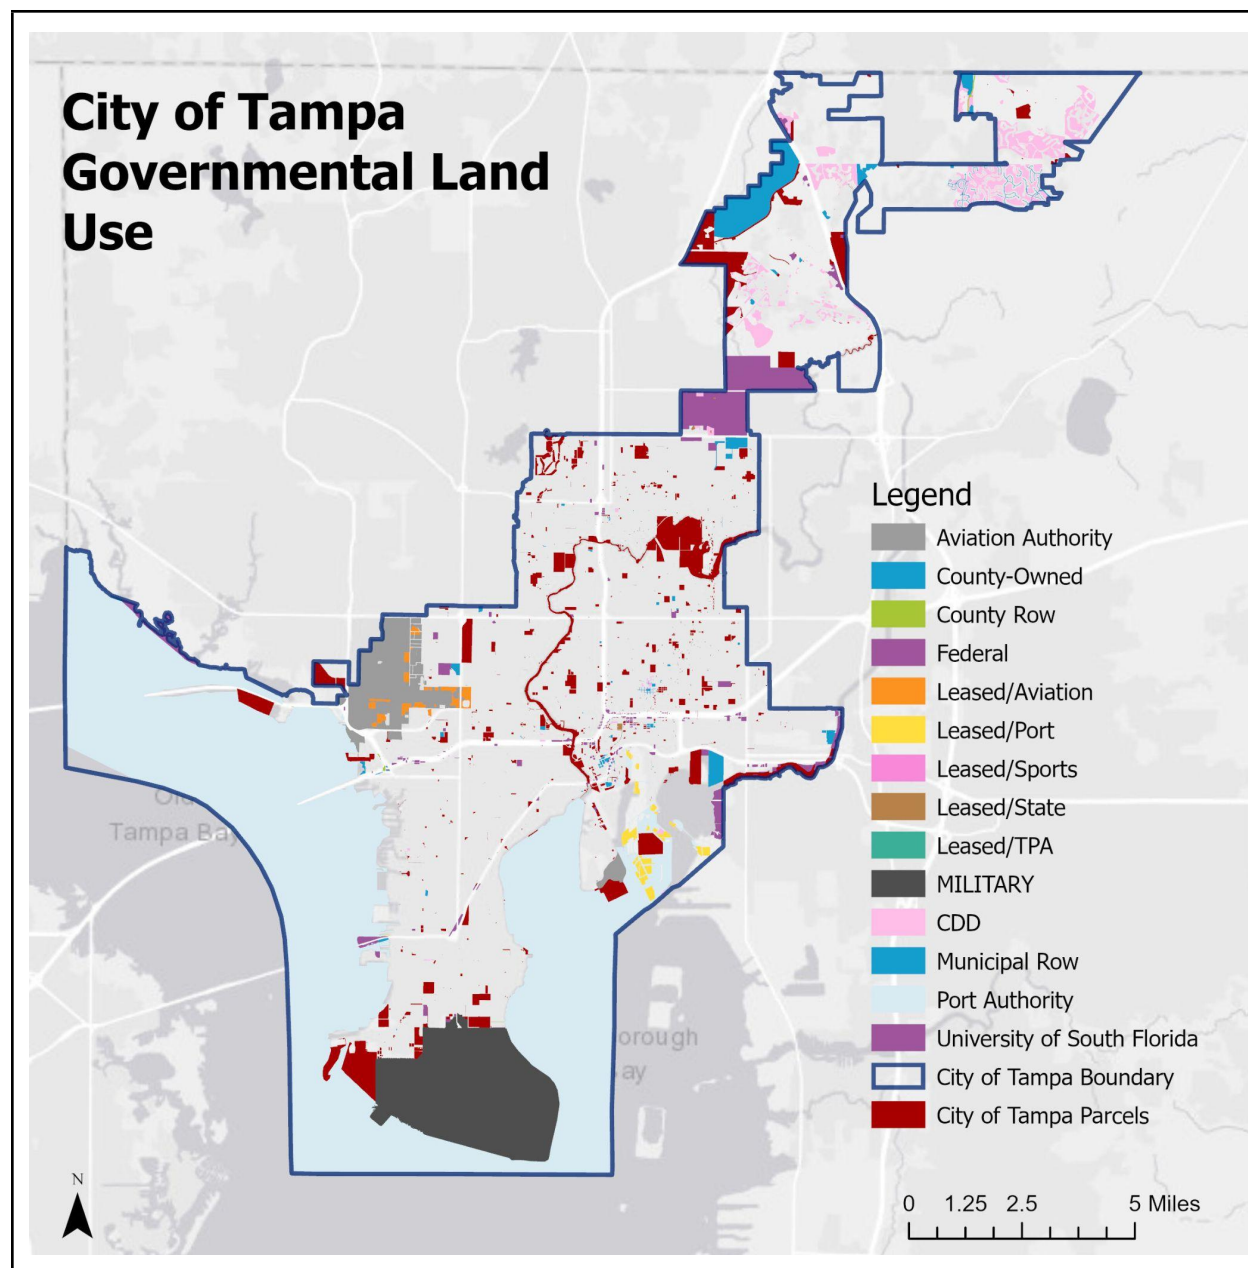 City of Tampa
Governmental Land
Use
Legend
Aviation Authority
County-Owned
County Row
Federal
Leased/Aviation
Leased/Port
Leased/Sports
Leased/State
Leased/TPA
MILITARY
CDD
Municipal Row
Port Authority
University of South Florida
City of Tampa Boundary
City of Tampa Parcels
Tampa Bay
orough
ay
N
0 1.25 2.5 5 Miles